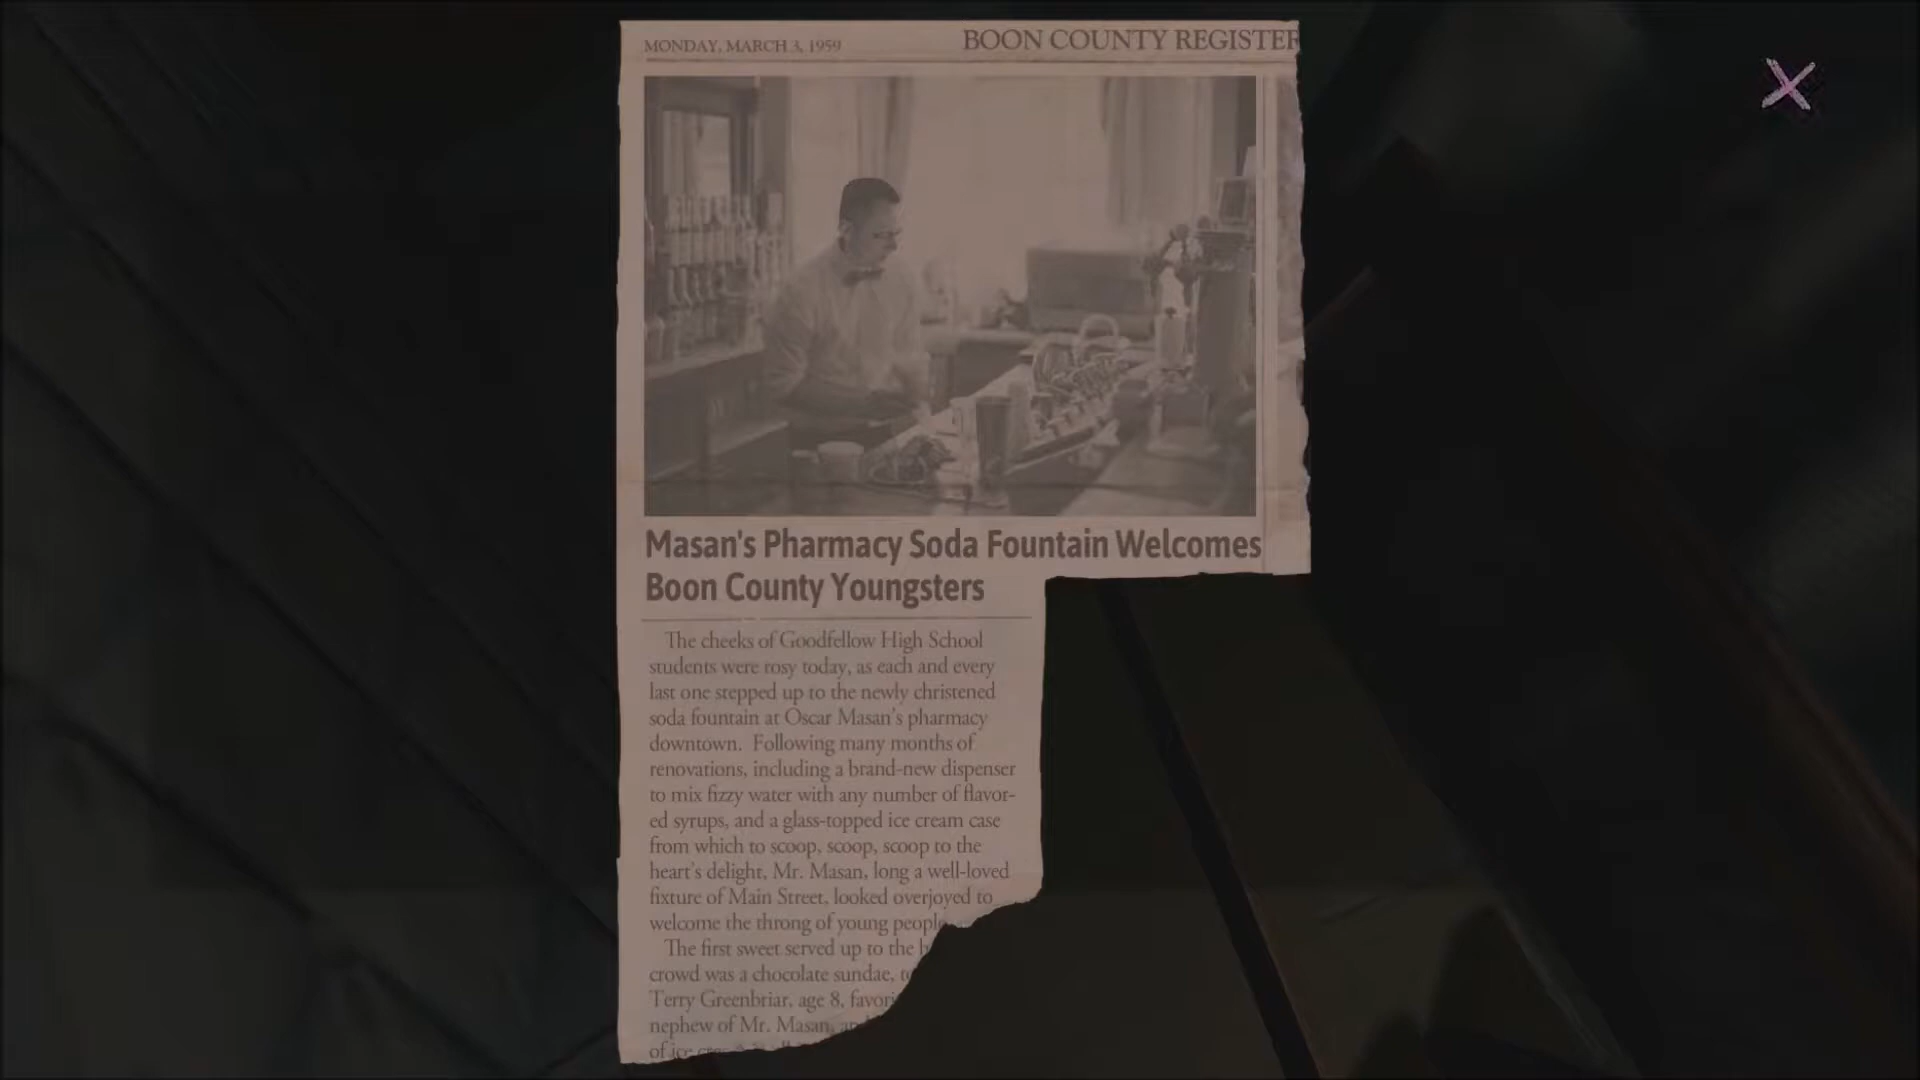 MONDAY, MARCH 3, 1959
BOON COUNTY REGISTER
Masan's Pharmacy Soda Fountain Welcomes
Boon County Youngsters
The cheeks of Goodfellow High School
students were rosy today, as each and every
last one stepped up to the newly christened
soda fountain at Oscar Masan's pharmacy
downtown. Following many months of
renovations, including a brand-new dispenser
to mix fizzy water with any number of flavor-
ed syrups, and a glass-topped ice cream case
from which to scoop, scoop, scoop to the
heart's delight, Mr. Masan, long a well-loved
fixture of Main Street, looked overjoyed to
welcome the throng of young people
The first sweet served up to the
crowd was a chocolate sundae,
Terry Greenbriar, age 8,
nephew of Mr. Masan,
of ice